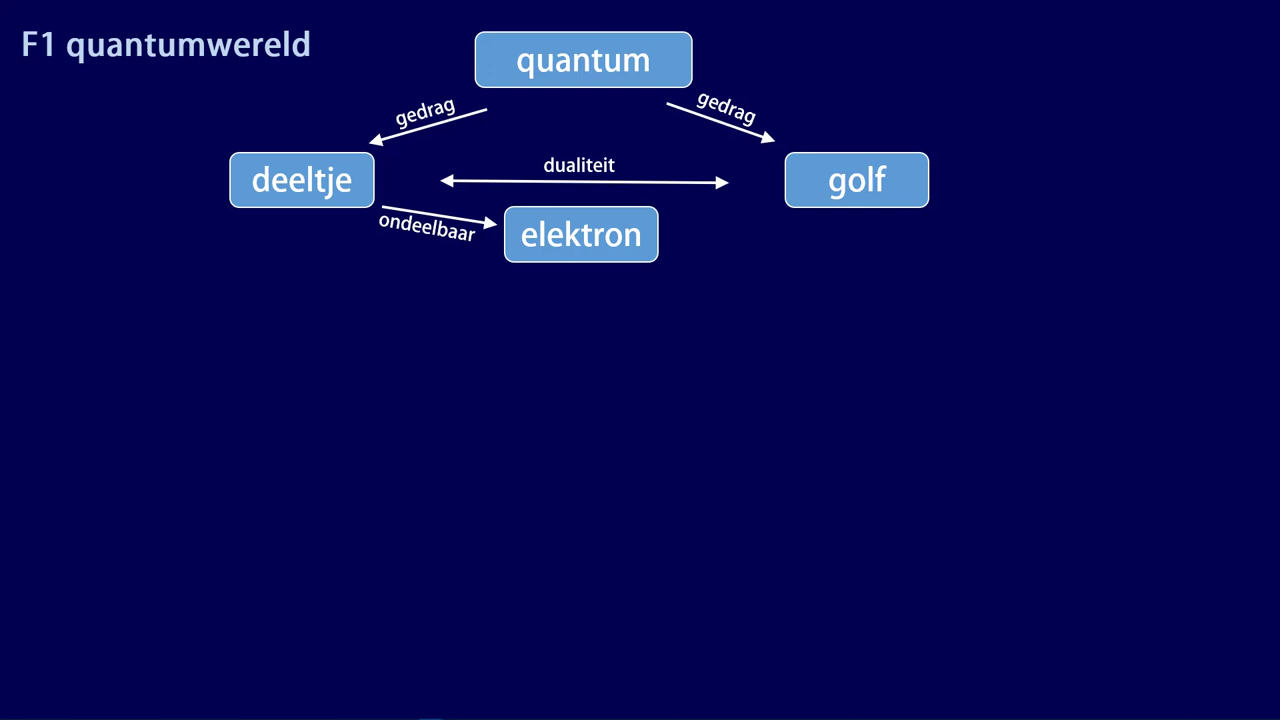 F1 quantumwereld
quantum
gedrag
gedrag
deeltje
dualiteit
golf
ondeelbaar
elektron